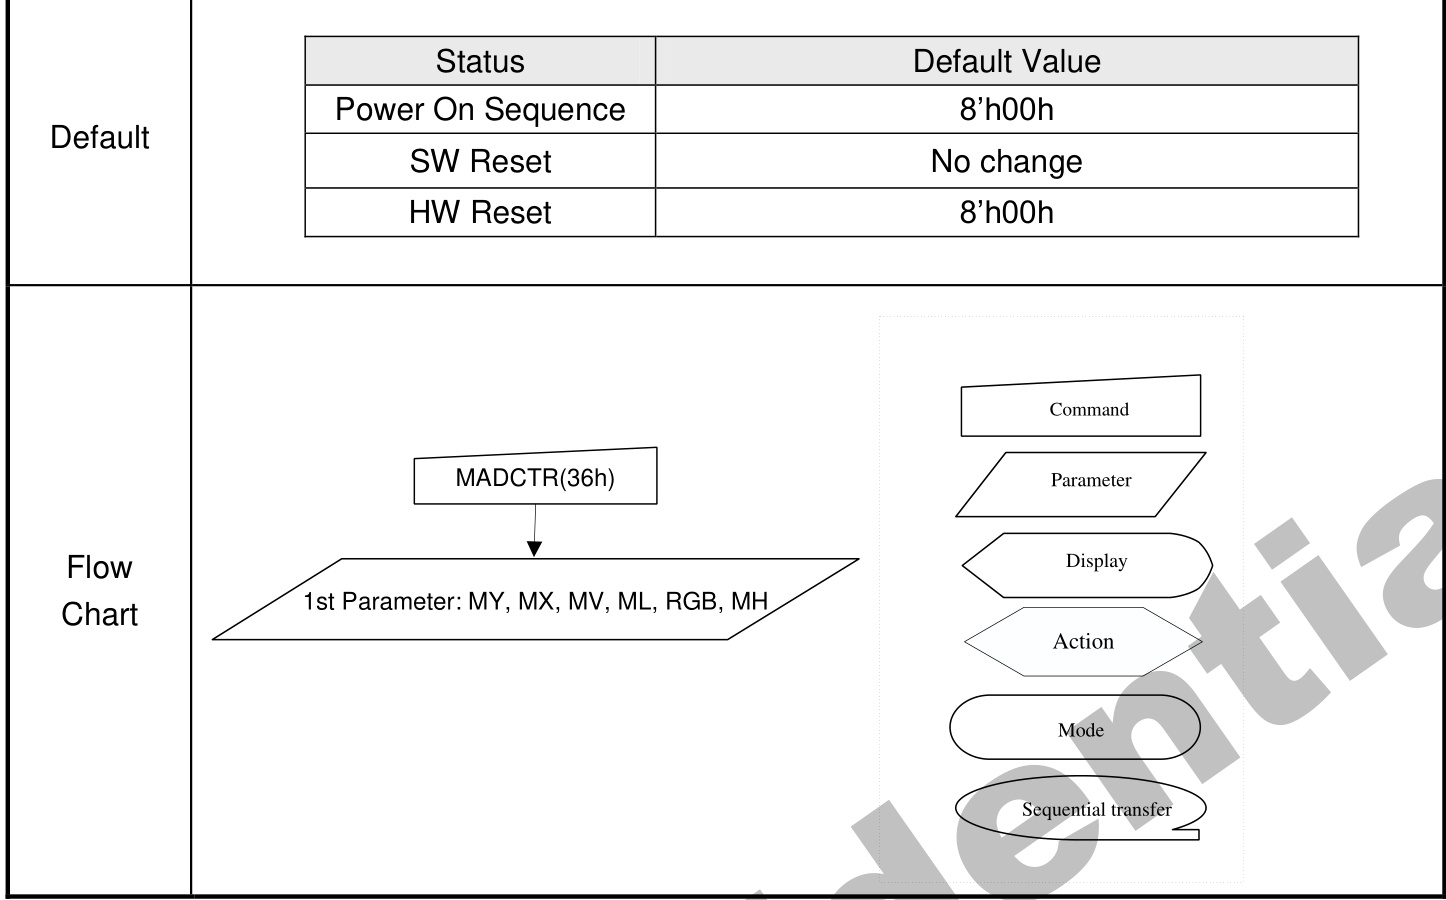 Default
Status Default Value
Power On Sequence 8’h00h
SW Reset No change
HW Reset 8’h00h
Flow
Chart
MADCTR(36h)
1st Parameter: MY, MX, MV, ML, RGB, MH
Command
Parameter
Display
Action
Mode
Sequential transfer
dentia